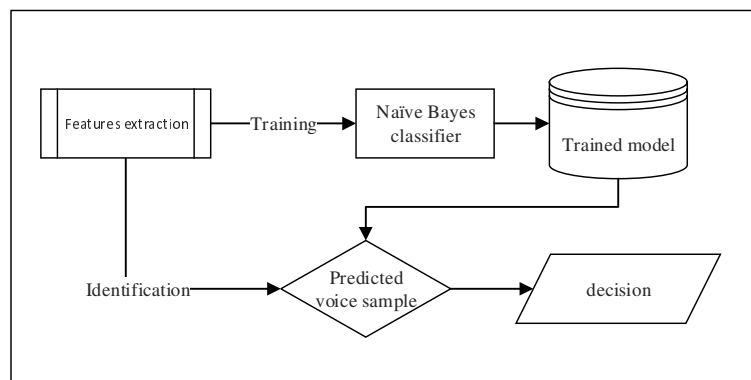 Features extraction
Training
Naïve Bayes
classifier
Trained model
Identification
Predicted
voice sample
decision